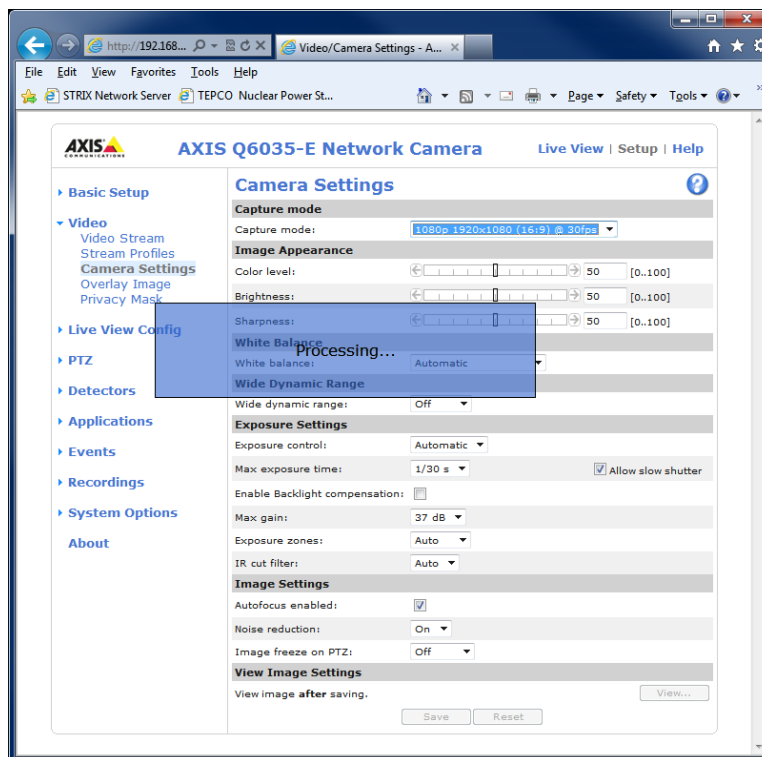 http://192.168...
Video/Camera Settings - A...
File Edit View Favorites Tools Help
STRIX Network Server TEPCO Nuclear Power St...
Page Safety Tools
AXIS
COMMUNICATIONS
AXIS Q6035-E Network Camera
Live View | Setup | Help
Basic Setup
Video
Video Stream
Stream Profiles
Camera Settings
Overlay Image
Privacy Mask
Live View Config
PTZ
Detectors
Applications
Events
Recordings
System Options
About
Camera Settings
Capture mode
Capture mode: 1080p 1920x1080 (16:9) @ 30fps
Image Appearance
Color level: 50 [0..100]
Brightness: 50 [0..100]
Sharpness: 50 [0..100]
White Balance
Processing...
White balance: Automatic
Wide Dynamic Range
Wide dynamic range: Off
Exposure Settings
Exposure control: Automatic
Max exposure time: 1/30 s Allow slow shutter
Enable Backlight compensation:
Max gain: 37 dB
Exposure zones: Auto
IR cut filter: Auto
Image Settings
Autofocus enabled:
Noise reduction: On
Image freeze on PTZ: Off
View Image Settings
View image after saving. View...
Save Reset